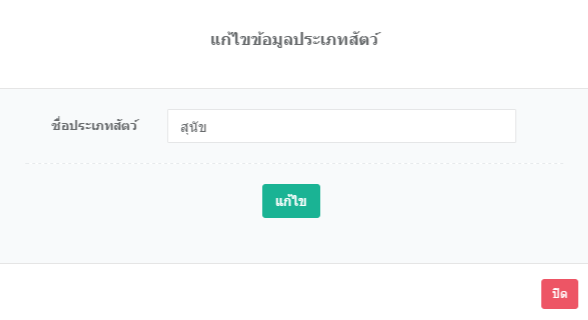 แก้ไขข้อมูลประเภทสัตว์
ชื่อประเภทสัตว์ สุนัข
แก้ไข
ปิด